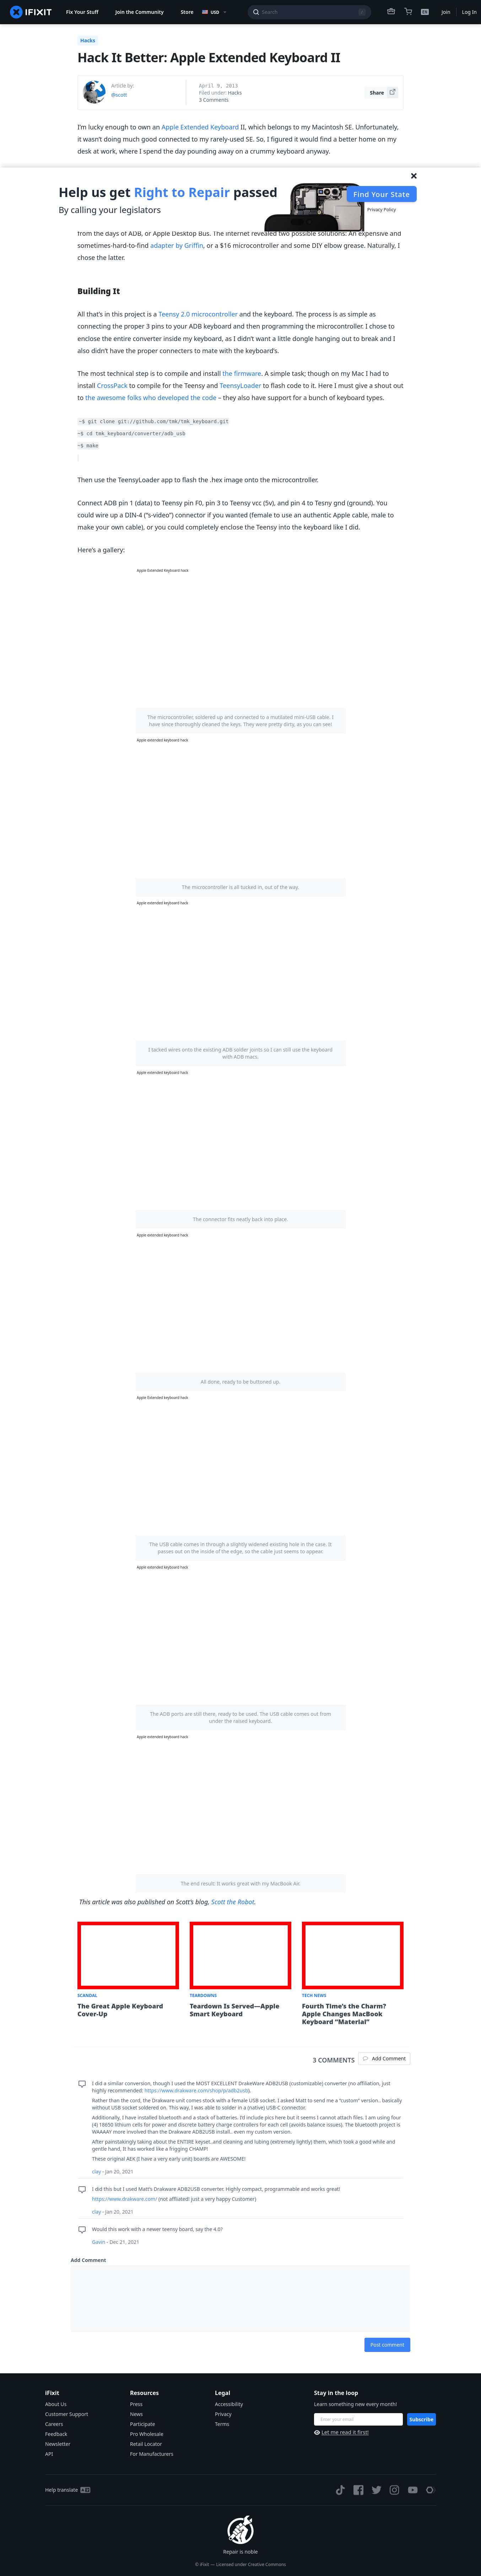 IFIXIT
Fix Your Stuff
Join the Community
Store
USD
Search
Join
Log In
Hacks
Hack It Better: Apple Extended Keyboard II
Article by:
@scott
April 9, 2013
Filed under: Hacks
3 Comments
Share
I'm lucky enough to own an Apple Extended Keyboard II, which belongs to my Macintosh SE. Unfortunately,
it wasn't doing much good connected to my rarely-used SE. So, I figured it would find a better home on my
desk at work, where I spend the day pounding away on a crummy keyboard anyway.
Help us get Right to Repair passed
By calling your legislators
Find Your State
Privacy Policy
from the days of ADB, or Apple Desktop Bus. The internet revealed two possible solutions: An expensive and
sometimes-hard-to-find adapter by Griffin, or a $16 microcontroller and some DIY elbow grease. Naturally, I
chose the latter.
Building It
All that's in this project is a Teensy 2.0 microcontroller and the keyboard. The process is as simple as
connecting the proper 3 pins to your ADB keyboard and then programming the microcontroller. I chose to
enclose the entire converter inside my keyboard, as I didn't want a little dongle hanging out to break and I
also didn't have the proper connecters to mate with the keyboard's.
The most technical step is to compile and install the firmware. A simple task; though on my Mac I had to
install CrossPack to compile for the Teensy and TeensyLoader to flash code to it. Here I must give a shout out
to the awesome folks who developed the code – they also have support for a bunch of keyboard types.
~$ git clone git://github.com/tmk/tmk_keyboard.git
~$ cd tmk_keyboard/converter/adb_usb
~$ make
Then use the TeensyLoader app to flash the .hex image onto the microcontroller.
Connect ADB pin 1 (data) to Teensy pin F0, pin 3 to Teensy vcc (5v), and pin 4 to Tesny gnd (ground). You
could wire up a DIN-4 ("s-video") connector if you wanted (female to use an authentic Apple cable, male to
make your own cable), or you could completely enclose the Teensy into the keyboard like I did.
Here's a gallery:
Apple Extended Keyboard hack
The microcontroller, soldered up and connected to a mutilated mini-USB cable. I
have since thoroughly cleaned the keys. They were pretty dirty, as you can see!
Apple extended keyboard hack
The microcontroller is all tucked in, out of the way.
Apple extended keyboard hack
I tacked wires onto the existing ADB solder joints so I can still use the keyboard
with ADB macs.
Apple extended keyboard hack
The connector fits neatly back into place.
Apple extended keyboard hack
All done, ready to be buttoned up.
Apple Extended keyboard hack
The USB cable comes in through a slightly widened existing hole in the case. It
passes out on the inside of the edge, so the cable just seems to appear.
Apple extended keyboard hack
The ADB ports are still there, ready to be used. The USB cable comes out from
under the raised keyboard.
Apple extended keyboard hack
The end result: It works great with my MacBook Air.
This article was also published on Scott's blog, Scott the Robot.
SCANDAL
The Great Apple Keyboard
Cover-Up
TEARDOWNS
Teardown Is Served—Apple
Smart Keyboard
TECH NEWS
Fourth Time's the Charm?
Apple Changes MacBook
Keyboard "Material"
3 COMMENTS
Add Comment
I did a similar conversion, though I used the MOST EXCELLENT DrakeWare ADB2USB (customizable) converter (no affiliation, just
highly recommended: https://www.drakware.com/shop/p/adb2usb).
Rather than the cord, the Drakware unit comes stock with a female USB socket: I asked Matt to send me a "custom" version.. basically
without USB socket soldered on. This way, I was able to solder in a (native) USB-C connector.
Additionally, I have installed bluetooth and a stack of batteries. I'd include pics here but it seems I cannot attach files. I am using four
(4) 18650 lithium cells for power and discrete battery charge controllers for each cell (avoids balance issues). The bluetooth project is
WAAAAY more involved than the Drakware ADB2USB install.. even my custom version.
After painstakingly taking about the ENTIRE keyset..and cleaning and lubing (extremely lightly) them, which took a good while and
gentle hand, It has worked like a frigging CHAMP!
These original AEK (I have a very early unit) boards are AWESOME!
clay - Jan 20, 2021
I did this but I used Matt's Drakware ADB2USB converter. Highly compact, programmable and works great!
https://www.drakware.com/ (not affliated! just a very happy Customer)
clay - Jan 20, 2021
Would this work with a newer teensy board, say the 4.0?
Gavin - Dec 21, 2021
Add Comment
Post comment
iFixit
About Us
Customer Support
Careers
Feedback
Newsletter
API
Resources
Press
News
Participate
Pro Wholesale
Retail Locator
For Manufacturers
Legal
Accessibility
Privacy
Terms
Stay in the loop
Learn something new every month!
Enter your email
Subscribe
Let me read it first!
Help translate
Repair is noble
© iFixit — Licensed under Creative Commons